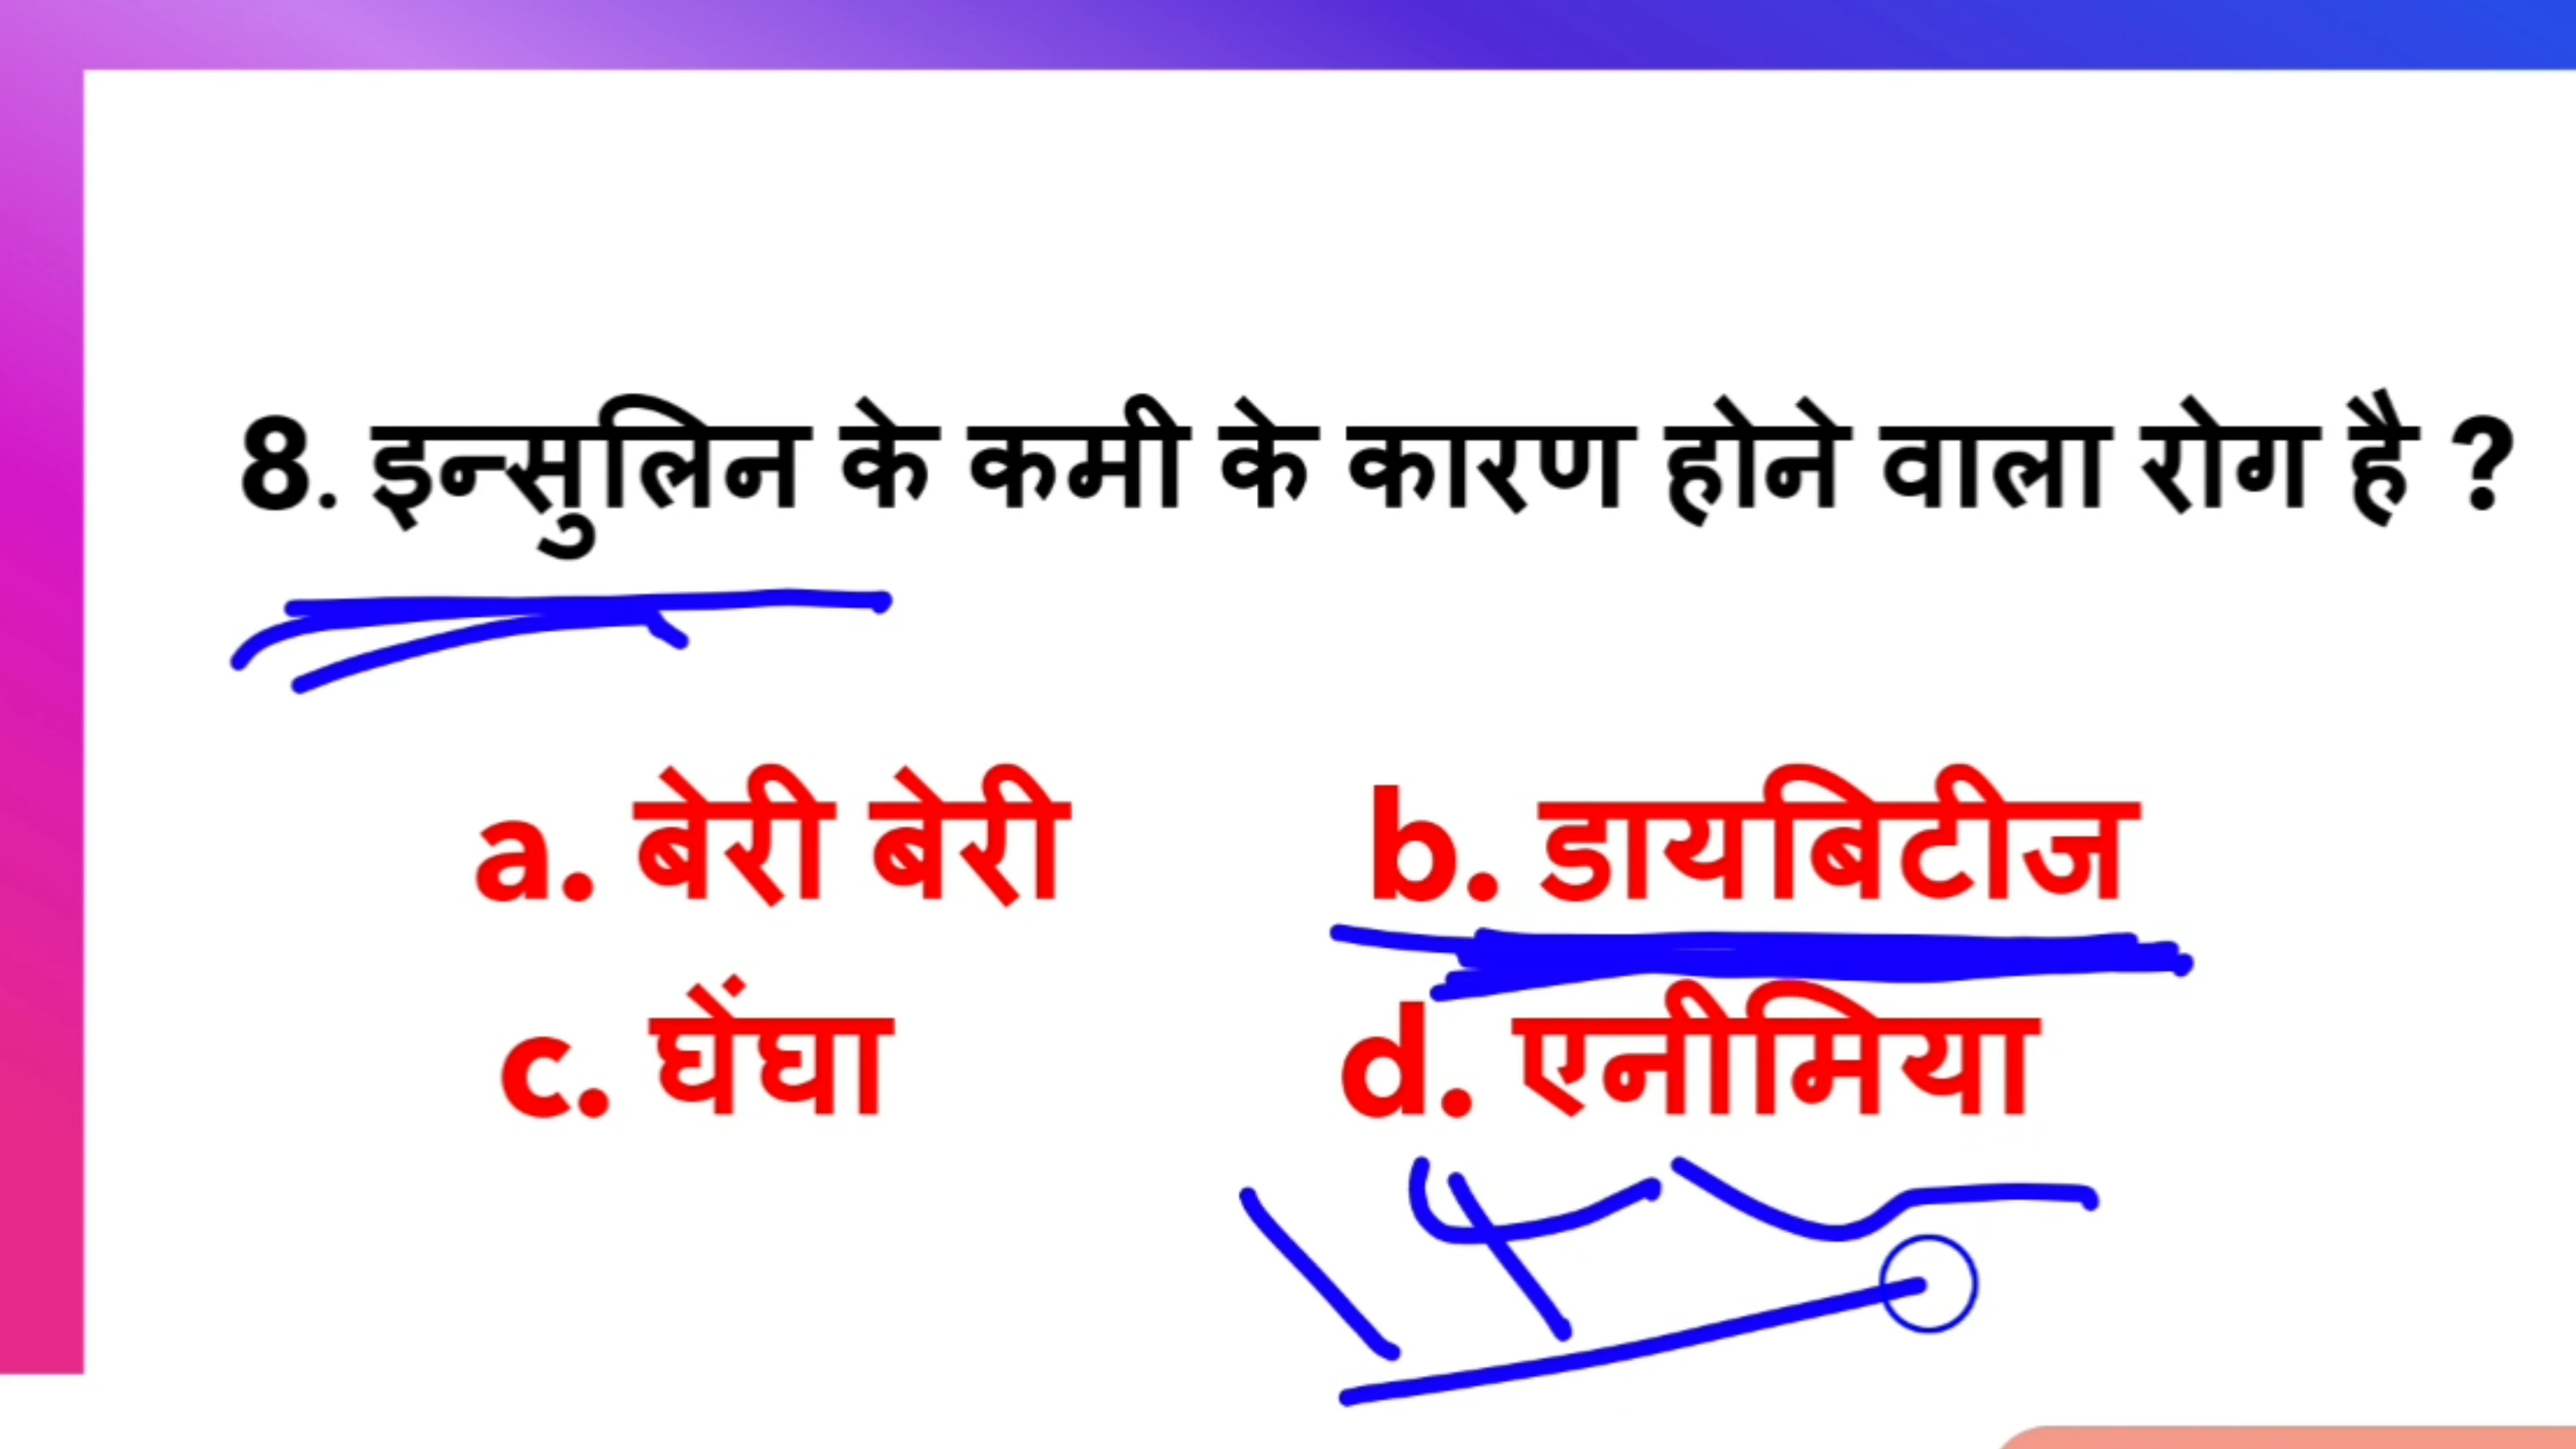 8. इन्सुलिन के कमी के कारण होने वाला रोग है ?
a. बेरी बेरी b. डायबिटीज
c. घेंघा d. एनीमिया